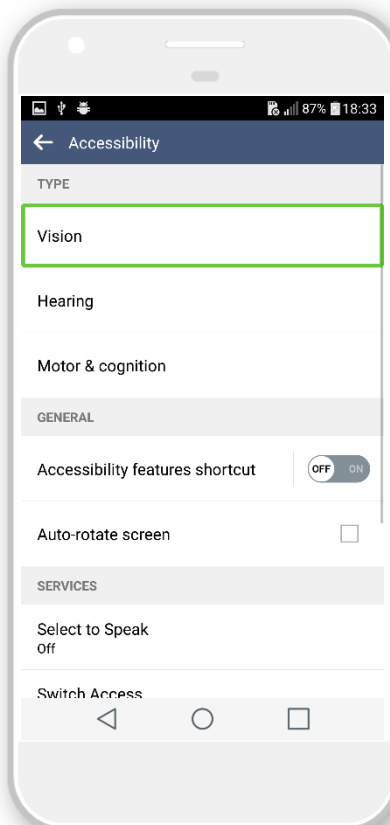 87% 18:33
Accessibility
TYPE
Vision
Hearing
Motor & cognition
GENERAL
Accessibility features shortcut OFF ON
Auto-rotate screen
SERVICES
Select to Speak
Off
Switch Access